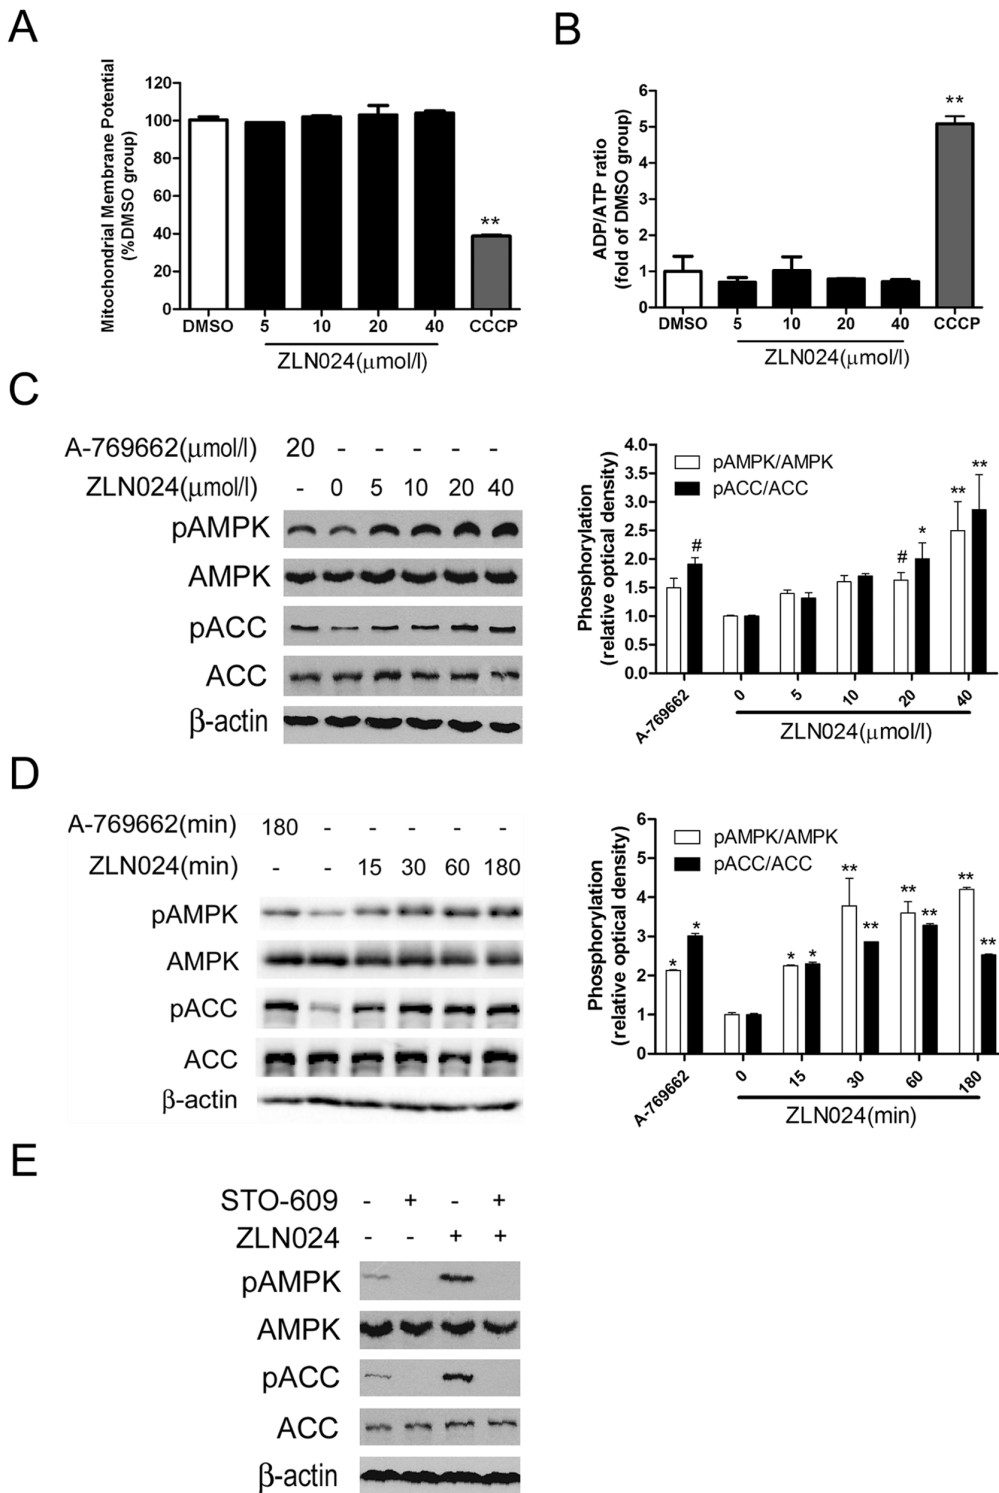 A
Mitochondrial Membrane Potential
(%DMSO group)
120
100
80
60
40
20
0
**
DMSO 5 10 20 40 CCCP
ZLN024(μmol/l)
B
ADP/ATP ratio
(fold of DMSO group)
6
5
4
3
2
1
0
**
DMSO 5 10 20 40 CCCP
ZLN024(μmol/l)
C
A-769662(μmol/l) 20 - - - - -
ZLN024(μmol/l) - 0 5 10 20 40
pAMPK
AMPK
pACC
ACC
β-actin
Phosphorylation
(relative optical density)
4.0
3.5
3.0
2.5
2.0
1.5
1.0
0.5
0.0
pAMPK/AMPK
pACC/ACC
# # * ** **
A-769662 0 5 10 20 40
ZLN024(μmol/l)
D
A-769662(min) 180 - - - - -
ZLN024(min) - - 15 30 60 180
pAMPK
AMPK
pACC
ACC
β-actin
Phosphorylation
(relative optical density)
6
5
4
3
2
1
0
pAMPK/AMPK
pACC/ACC
* * * * ** ** ** ** ** **
A-769662 0 15 30 60 180
ZLN024(min)
E
STO-609 - + - +
ZLN024 - - + +
pAMPK
AMPK
pACC
ACC
β-actin